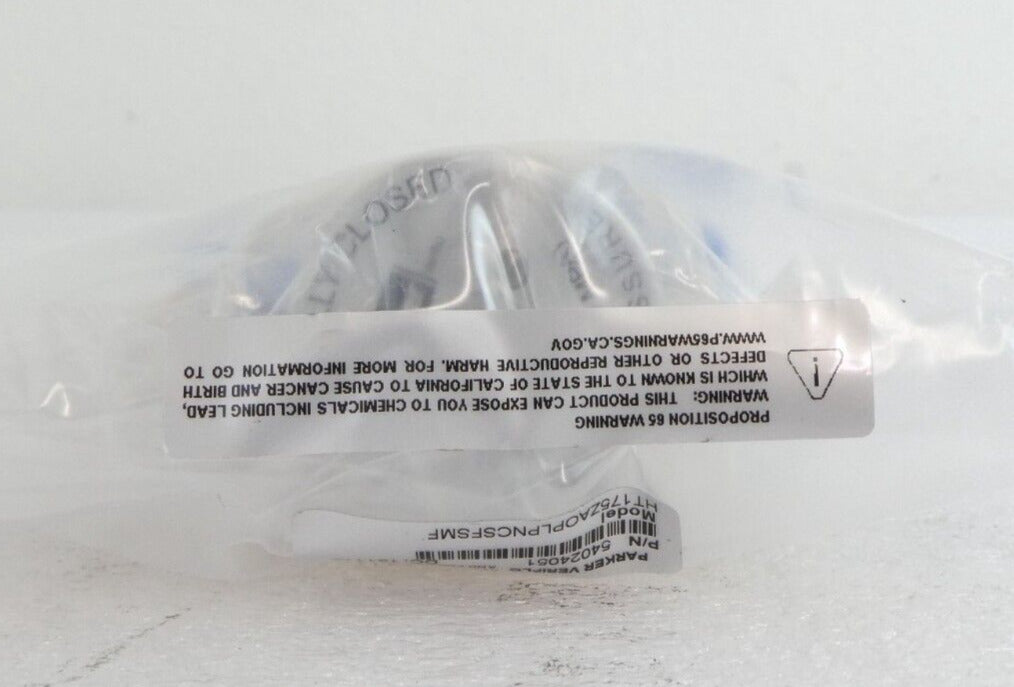 LY CLOSED
SSURE
PROPOSITION 65 WARNING
WARNING: THIS PRODUCT CAN EXPOSE YOU TO CHEMICALS INCLUDING LEAD,
WHICH IS KNOWN TO THE STATE OF CALIFORNIA TO CAUSE CANCER AND BIRTH
DEFECTS OR OTHER REPRODUCTIVE HARM. FOR MORE INFORMATION GO TO
WWW.P65WARNINGS.CA.GOV
PARKER
P/N 54024051
Model
HT175ZAOPLPNCSFSMF